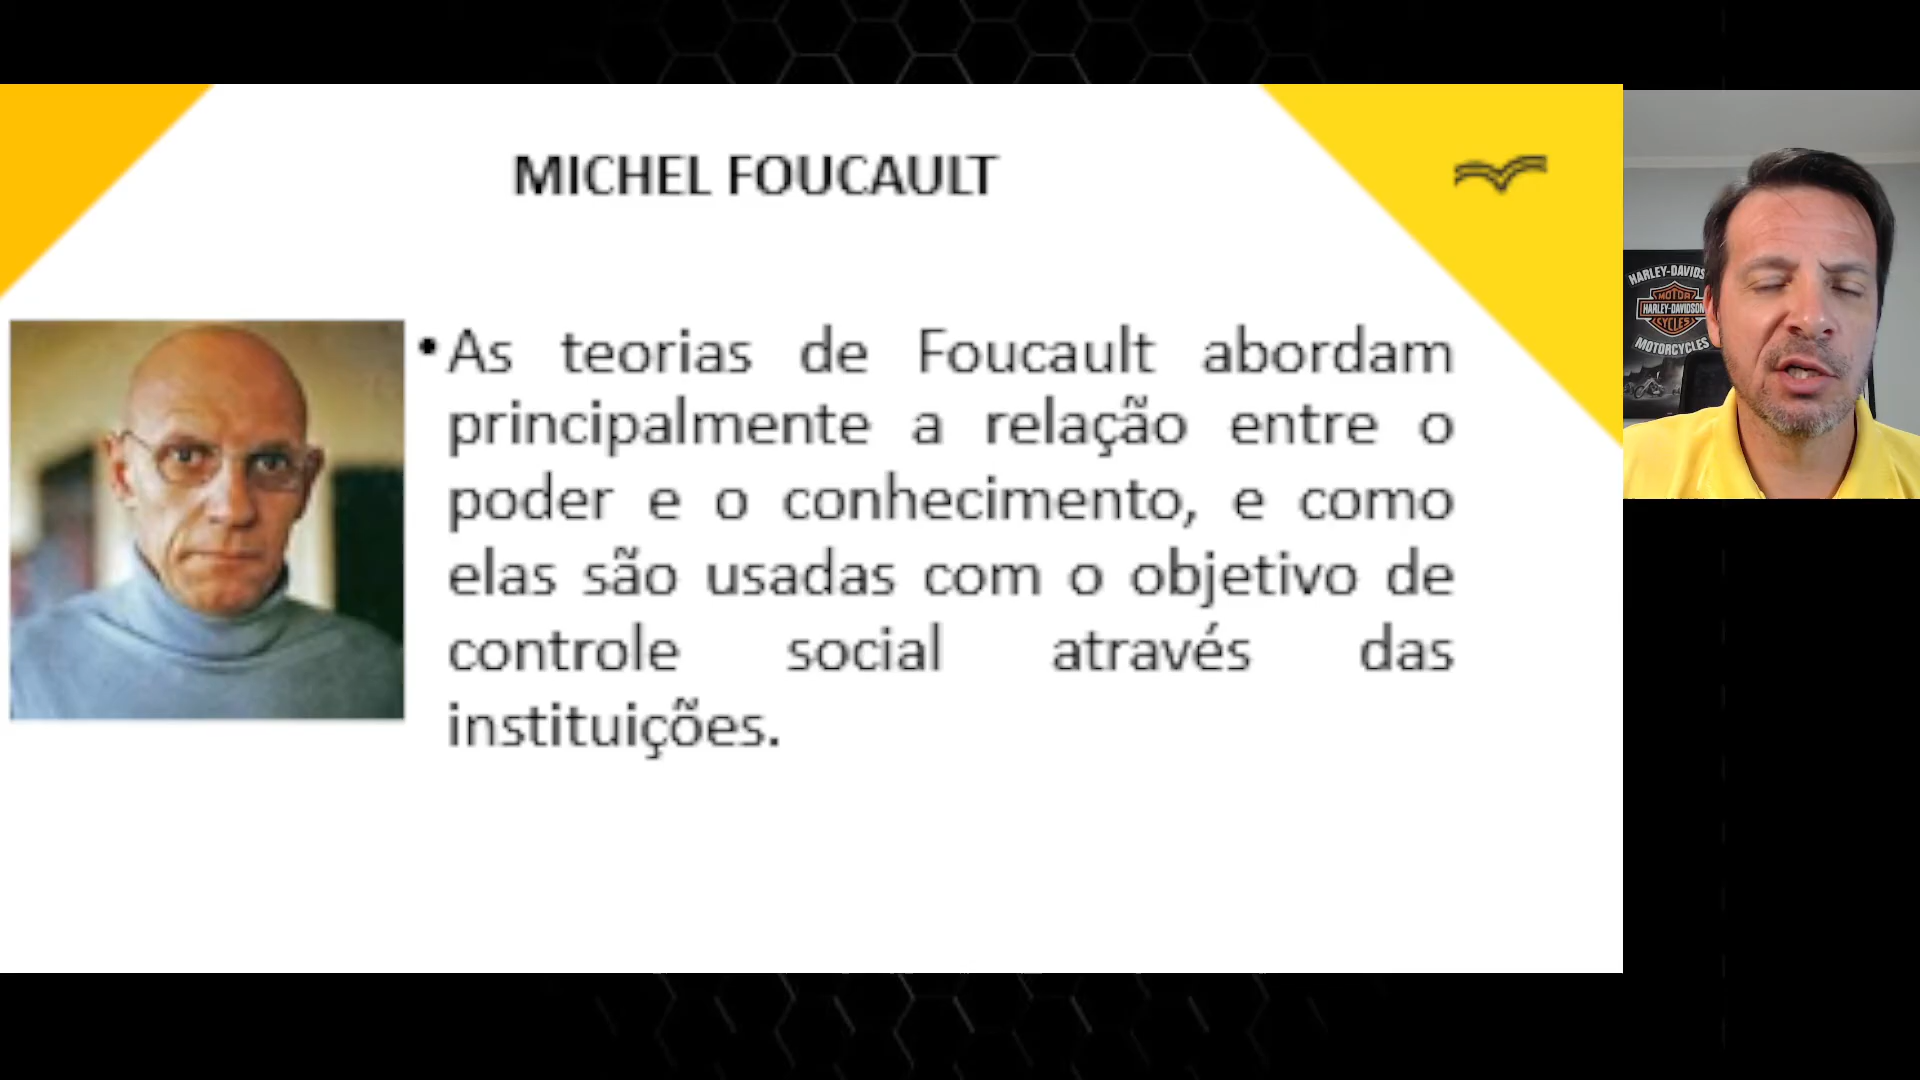 MICHEL FOUCAULT
• As teorias de Foucault abordam
principalmente a relação entre o
poder e o conhecimento, e como
elas são usadas com o objetivo de
controle social através das
instituições.
HARLEY-DAVIDS
MOTOR
HARLEY-DAVIDSON
CYCLES
MOTORCYCLES